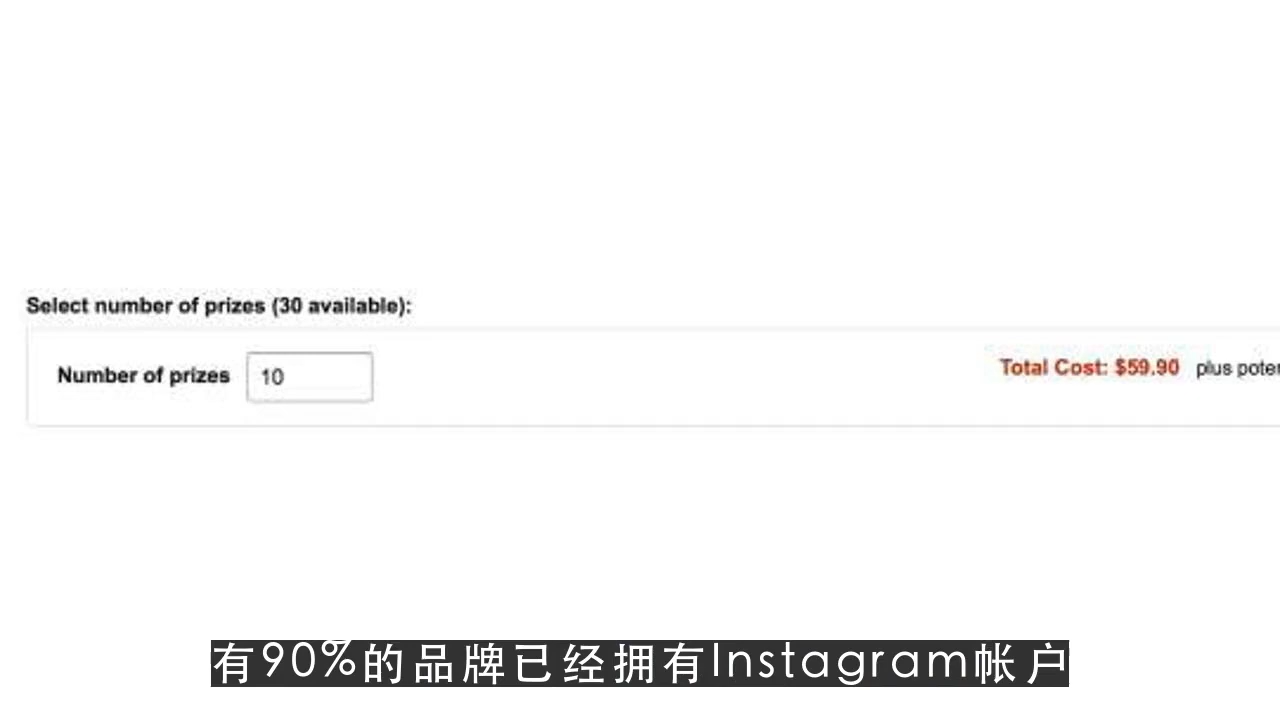 Select number of prizes (30 available):
Number of prizes 10 Total Cost: $59.90 plus
有90%的品牌已经拥有Instagram帐户